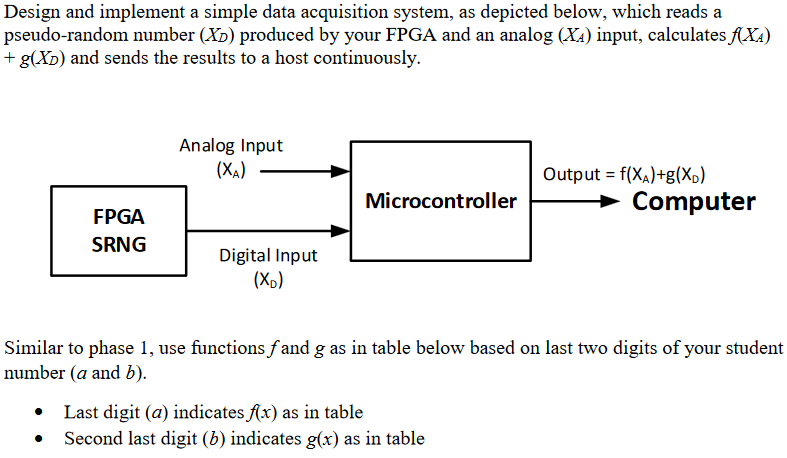 Design and implement a simple data acquisition system, as depicted below, which reads a
pseudo-random number (XD) produced by your FPGA and an analog (XA) input, calculates f(XA)
+ g(XD) and sends the results to a host continuously.
Analog Input
(XA)
Output = f(XA)+g(XD)
Microcontroller
Computer
FPGA
SRNG
Digital Input
(XD)
Similar to phase 1, use functions f and g as in table below based on last two digits of your student
number (a and b).
• Last digit (a) indicates f(x) as in table
• Second last digit (b) indicates g(x) as in table